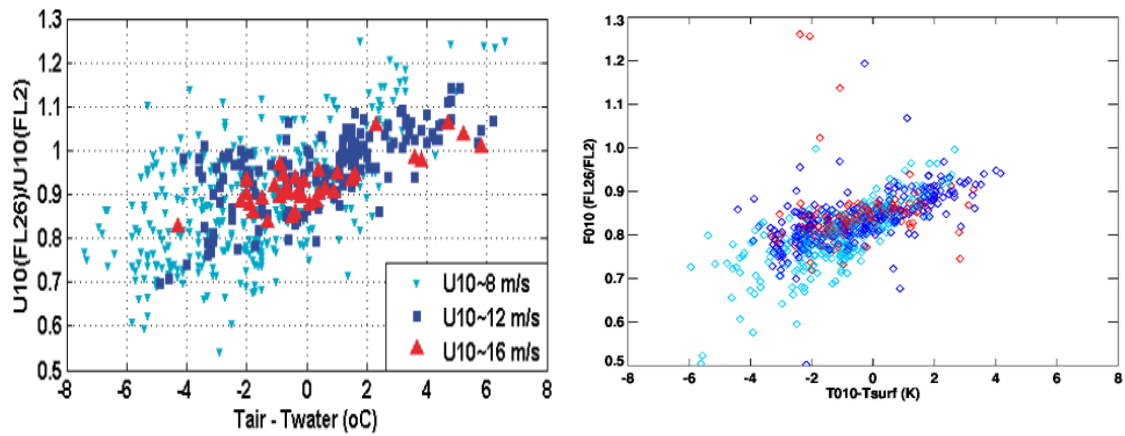 1.3
1.2
1.1
1
0.9
0.8
0.7
0.6
0.5
U10(FL26)/U10(FL2)
U10~8 m/s
U10~12 m/s
U10~16 m/s
-8 -6 -4 -2 0 2 4 6 8
Tair - Twater (oC)
1.3
1.2
1.1
1.0
0.9
0.8
0.7
0.6
0.5
F010 (FL26/FL2)
-8 -6 -4 -2 0 2 4 6 8
T010-Tsurf (K)